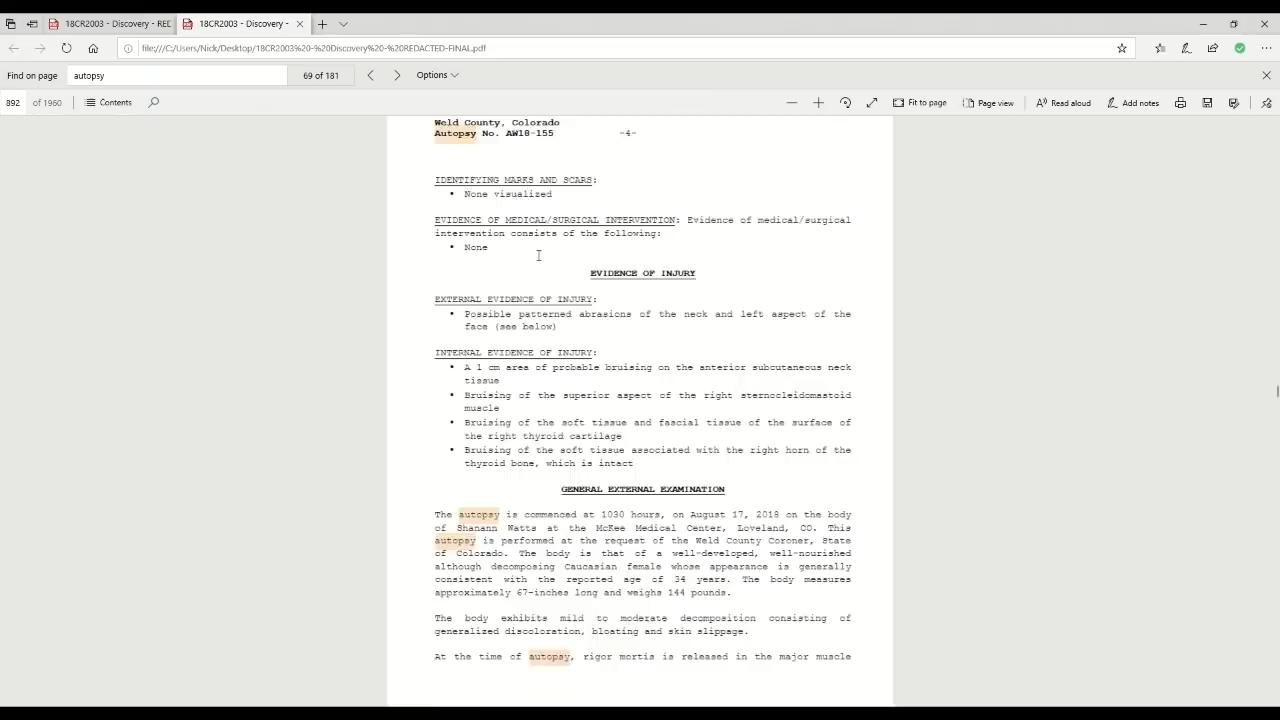 18CR2003 - Discovery - RED
18CR2003 - Discovery -
file:///C:/Users/Nick/Desktop/18CR2003%20-%20Discovery%20-%20REDACTED-FINAL.pdf
Find on page
autopsy
69 of 181
Options
892 of 1960
Contents
Fit to page
Page view
Read aloud
Add notes
Weld County, Colorado
Autopsy No. AW18-155 -4-
IDENTIFYING MARKS AND SCARS:
• None visualized
EVIDENCE OF MEDICAL/SURGICAL INTERVENTION: Evidence of medical/surgical
intervention consists of the following:
• None
EVIDENCE OF INJURY
EXTERNAL EVIDENCE OF INJURY:
• Possible patterned abrasions of the neck and left aspect of the
face (see below)
INTERNAL EVIDENCE OF INJURY:
• A 1 cm area of probable bruising on the anterior subcutaneous neck
tissue
• Bruising of the superior aspect of the right sternocleidomastoid
muscle
• Bruising of the soft tissue and fascial tissue of the surface of
the right thyroid cartilage
• Bruising of the soft tissue associated with the right horn of the
thyroid bone, which is intact
GENERAL EXTERNAL EXAMINATION
The autopsy is commenced at 1030 hours, on August 17, 2018 on the body
of Shanann Watts at the McKee Medical Center, Loveland, CO. This
autopsy is performed at the request of the Weld County Coroner, State
of Colorado. The body is that of a well-developed, well-nourished
although decomposing Caucasian female whose appearance is generally
consistent with the reported age of 34 years. The body measures
approximately 67-inches long and weighs 144 pounds.
The body exhibits mild to moderate decomposition consisting of
generalized discoloration, bloating and skin slippage.
At the time of autopsy, rigor mortis is released in the major muscle